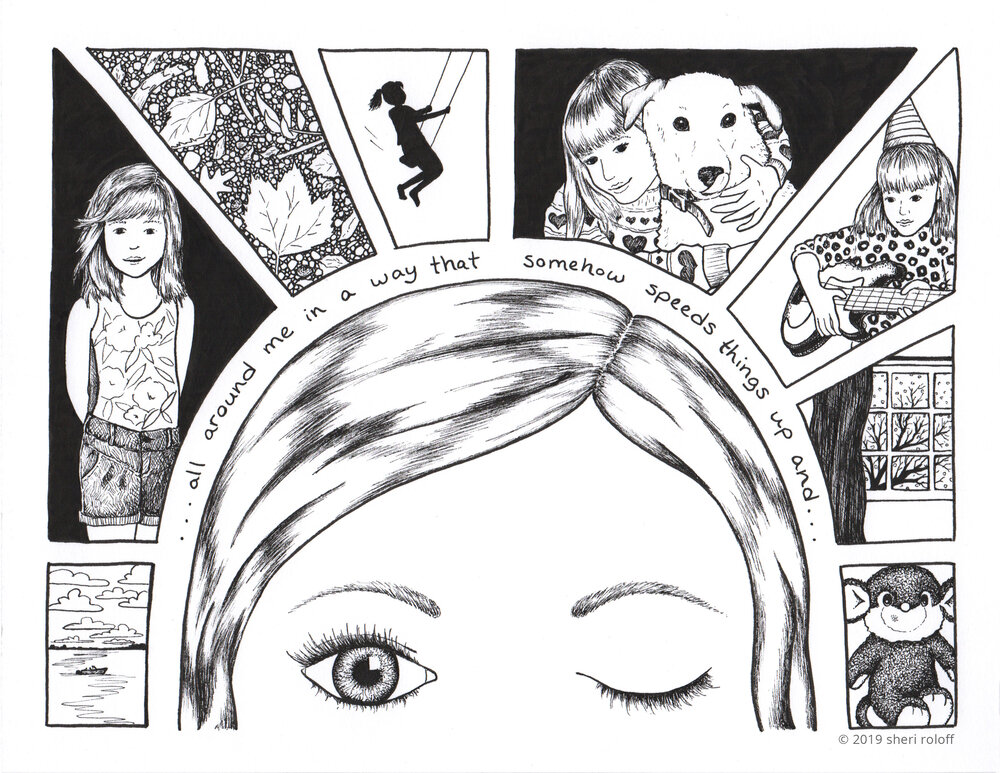 ...all around me in a way that somehow speeds things up and...
© 2019 sheri roloff